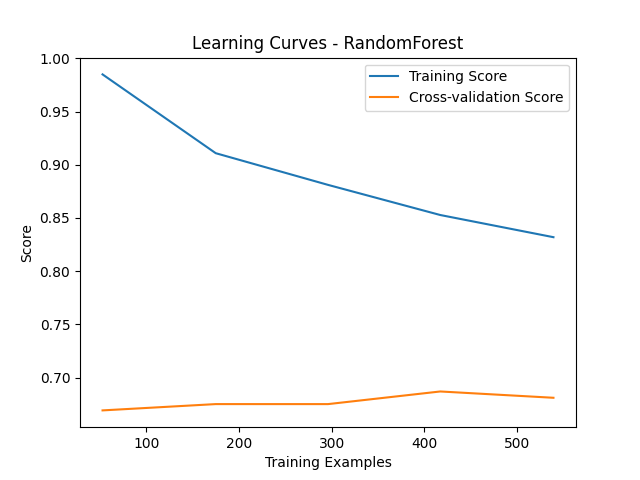 Learning Curves - RandomForest
Training Score
Cross-validation Score
1.00
0.95
0.90
0.85
0.80
0.75
0.70
Score
100
200
300
400
500
Training Examples